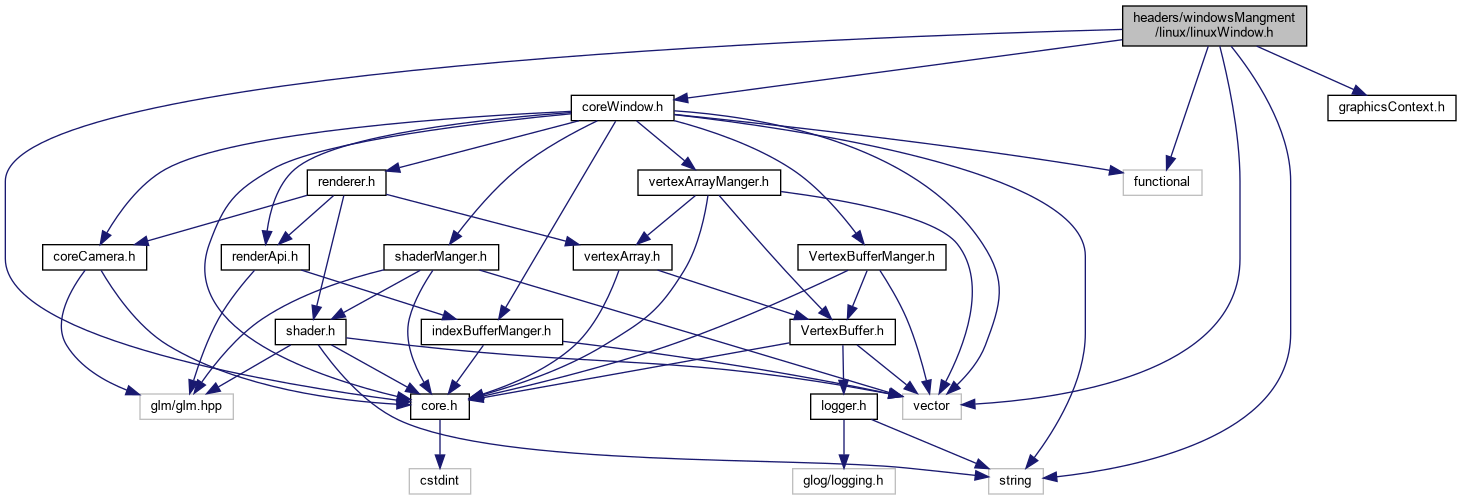 headers/windowsMangment
/linux/linuxWindow.h
coreWindow.h
graphicsContext.h
renderer.h
vertexArrayManger.h
functional
coreCamera.h
renderApi.h
shaderManger.h
vertexArray.h
VertexBufferManger.h
shader.h
indexBufferManger.h
VertexBuffer.h
glm/glm.hpp
core.h
logger.h
vector
cstdint
glog/logging.h
string